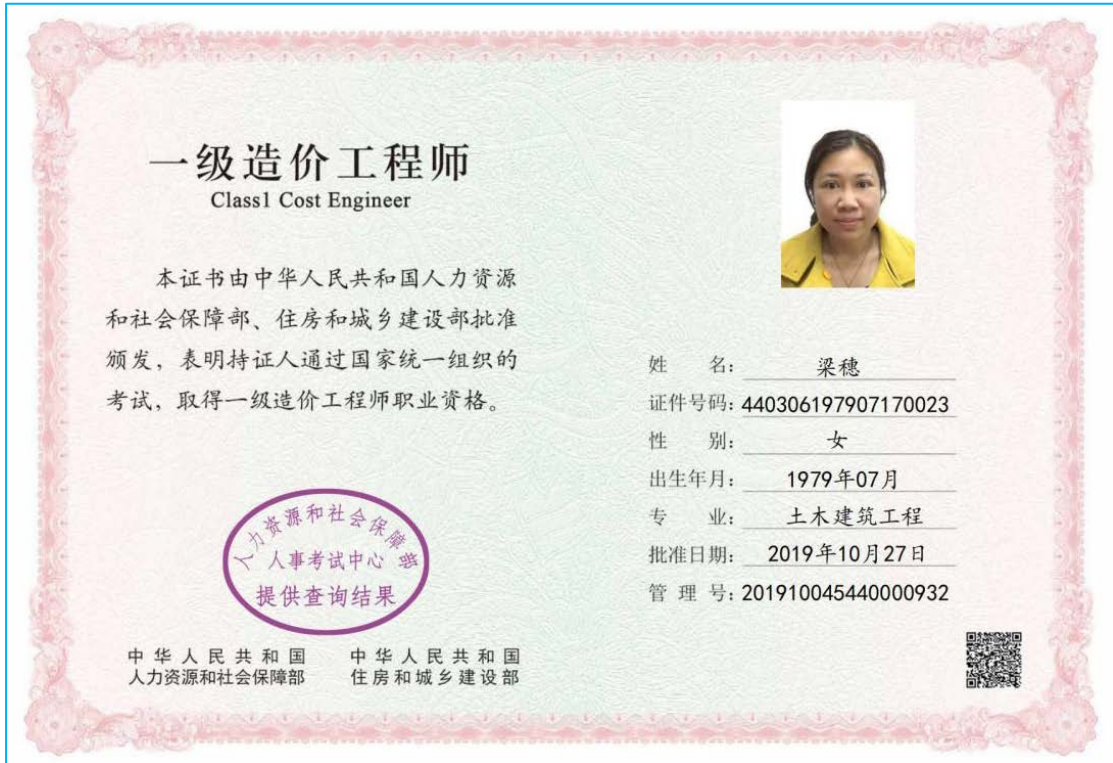 一级造价工程师
Class1 Cost Engineer
本证书由中华人民共和国人力资源
和社会保障部、住房和城乡建设部批准
颁发，表明持证人通过国家统一组织的
考试，取得一级造价工程师职业资格。
人力资源和社会保障部
人事考试中心
提供查询结果
中华人民共和国 中华人民共和国
人力资源和社会保障部 住房和城乡建设部
姓 名： 梁穗
证件号码：440306197907170023
性 别： 女
出生年月： 1979年07月
专 业： 土木建筑工程
批准日期： 2019年10月27日
管 理 号：201910045440000932